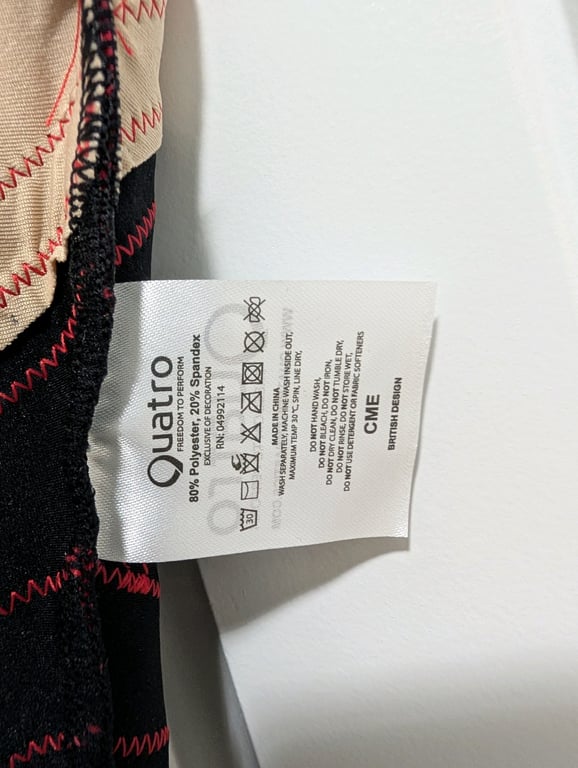 Quatro
FREEDOM TO PERFORM
80% Polyester, 20% Spandex
EXCLUSIVE OF DECORATION
RN: 04992114
30
MADE IN CHINA
WASH SEPARATELY, MACHINE WASH INSIDE OUT,
MAXIMUM TEMP 30 °C, SPIN, LINE DRY,
DO NOT HAND WASH,
DO NOT BLEACH, DO NOT IRON,
DO NOT DRY CLEAN, DO NOT TUMBLE DRY,
DO NOT RINSE, DO NOT STORE WET,
DO NOT USE DETERGENT OR FABRIC SOFTENERS
CME
BRITISH DESIGN